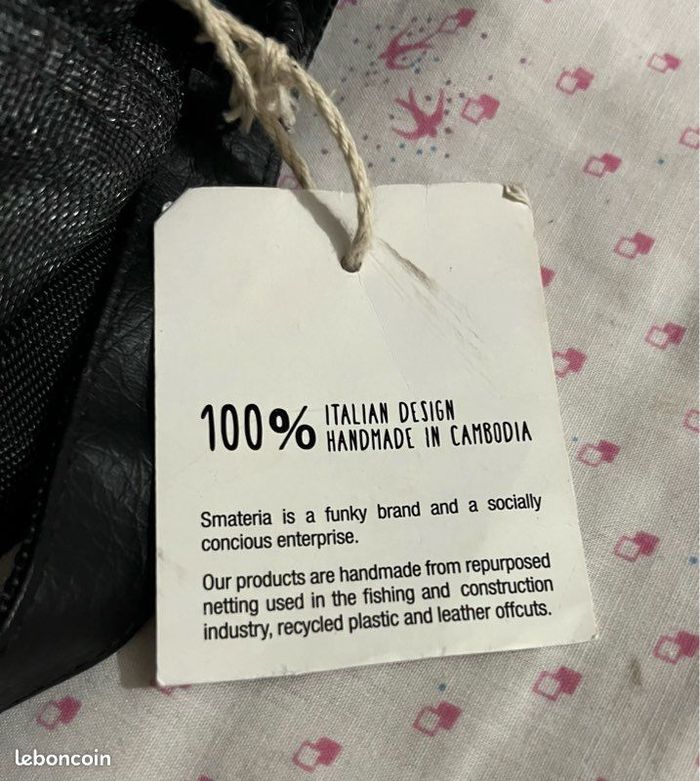 100% ITALIAN DESIGN
HANDMADE IN CAMBODIA
Smateria is a funky brand and a socially
concious enterprise.
Our products are handmade from repurposed
netting used in the fishing and construction
industry, recycled plastic and leather offcuts.
leboncoin